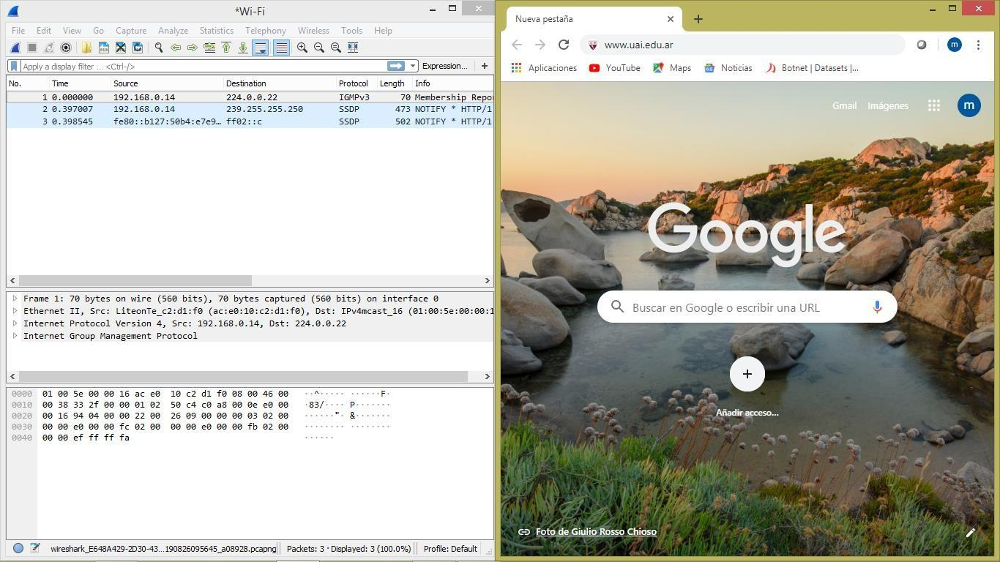 *Wi-Fi
File Edit View Go Capture Analyze Statistics Telephony Wireless Tools Help
Apply a display filter ... <Ctrl-/> Expression... +
No. Time Source Destination Protocol Length Info
1 0.000000 192.168.0.14 224.0.0.22 IGMPv3 70 Membership Repor
2 0.397007 192.168.0.14 239.255.255.250 SSDP 473 NOTIFY * HTTP/1
3 0.398545 fe80::b127:50b4:e7e9… ff02::c SSDP 502 NOTIFY * HTTP/1
Frame 1: 70 bytes on wire (560 bits), 70 bytes captured (560 bits) on interface 0
Ethernet II, Src: LiteonTe_c2:d1:f0 (ac:e0:10:c2:d1:f0), Dst: IPv4mcast_16 (01:00:5e:00:00:1
Internet Protocol Version 4, Src: 192.168.0.14, Dst: 224.0.0.22
Internet Group Management Protocol
0000 01 00 5e 00 00 16 ac e0 10 c2 d1 f0 08 00 46 00 ··^····· ······F·
0010 00 38 33 2f 00 00 01 02 50 c4 c0 a8 00 0e e0 00 ·83/···· P·······
0020 00 16 94 04 00 00 22 00 26 09 00 00 00 03 02 00 ······"· &·······
0030 00 00 e0 00 00 fc 02 00 00 00 e0 00 00 fb 02 00 ········ ········
0040 00 00 ef ff ff fa ······
wireshark_E648A429-2D30-43...190826095645_a08928.pcapng Packets: 3 · Displayed: 3 (100.0%) Profile: Default
Nueva pestaña
www.uai.edu.ar
m
Aplicaciones YouTube Maps Noticias Botnet | Datasets |...
Gmail Imágenes m
Google
Buscar en Google o escribir una URL
Añadir acceso...
Foto de Giulio Rosso Chioso